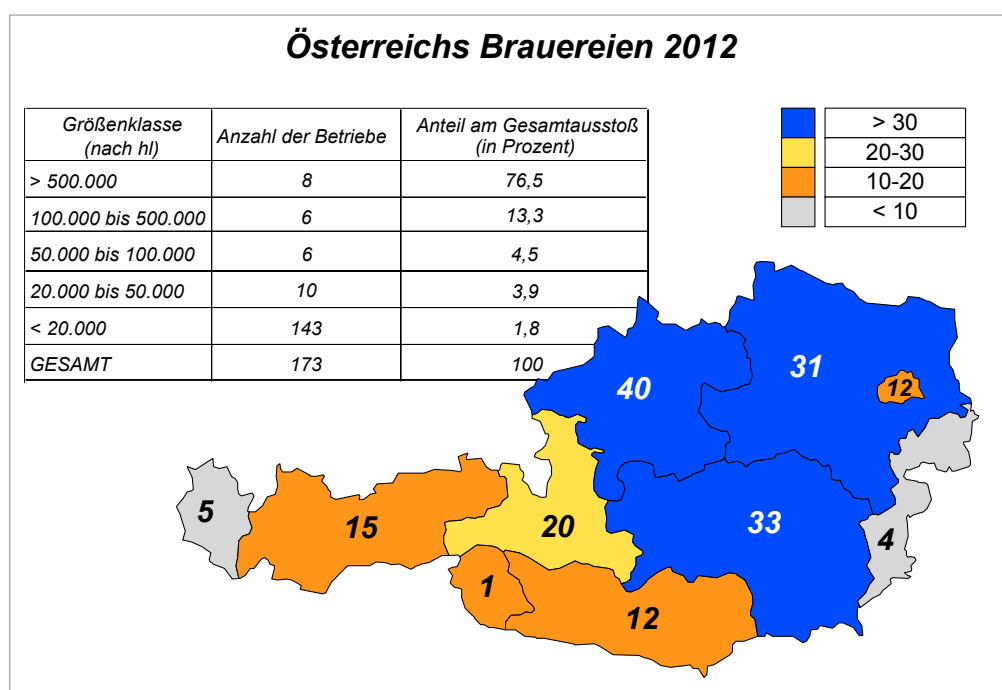 Österreichs Brauereien 2012
Größenklasse (nach hl) Anzahl der Betriebe Anteil am Gesamtausstoß (in Prozent)
> 500.000 8 76,5
100.000 bis 500.000 6 13,3
50.000 bis 100.000 6 4,5
20.000 bis 50.000 10 3,9
< 20.000 143 1,8
GESAMT 173 100
> 30
20-30
10-20
< 10
40
31
12
5
15
20
33
4
1
12